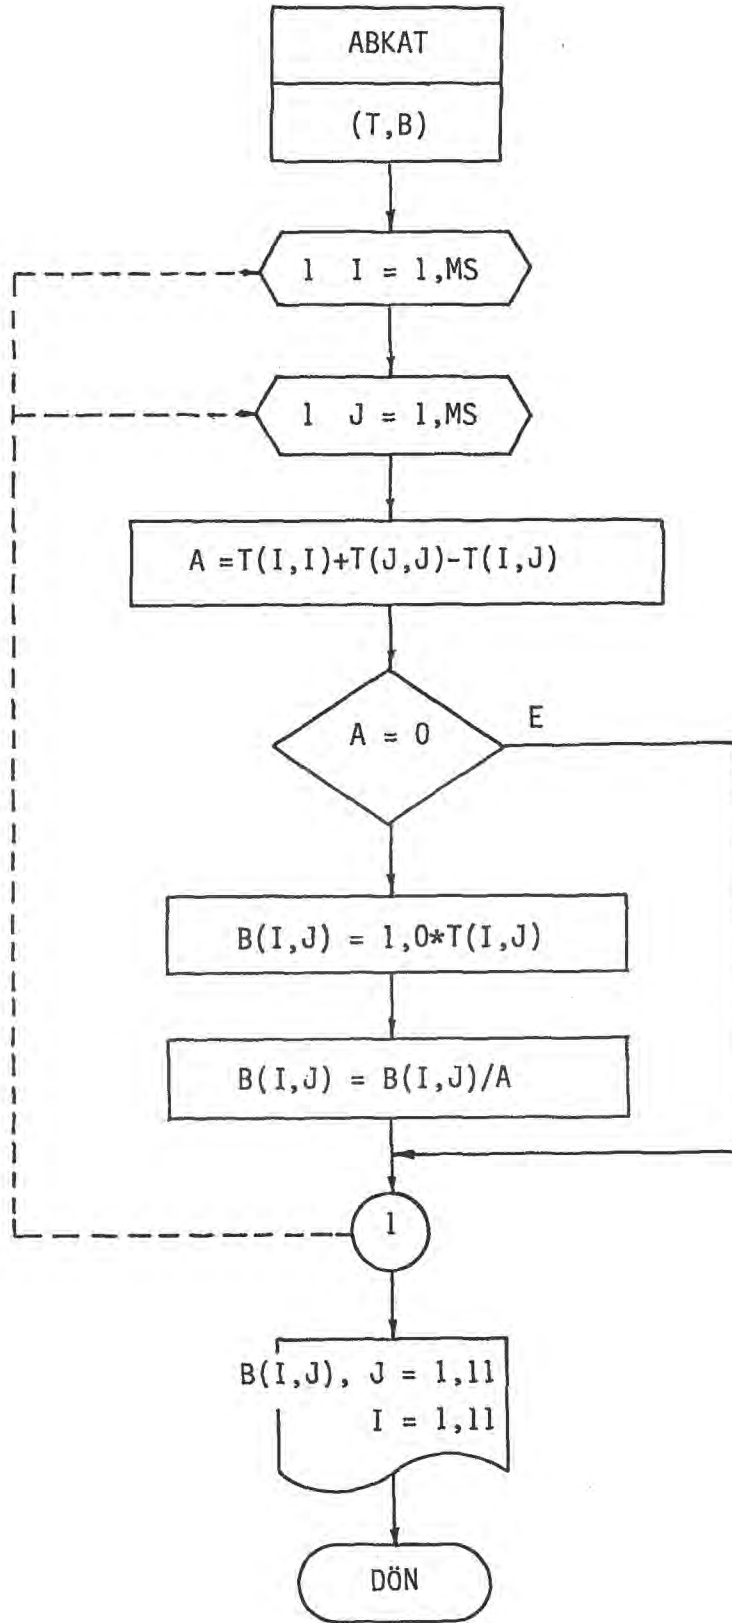 ABKAT
(T,B)
1 I = 1,MS
1 J = 1,MS
A =T(I,I)+T(J,J)-T(I,J)
A = 0
E
B(I,J) = 1,0*T(I,J)
B(I,J) = B(I,J)/A
1
B(I,J), J = 1,11
I = 1,11
DÖN